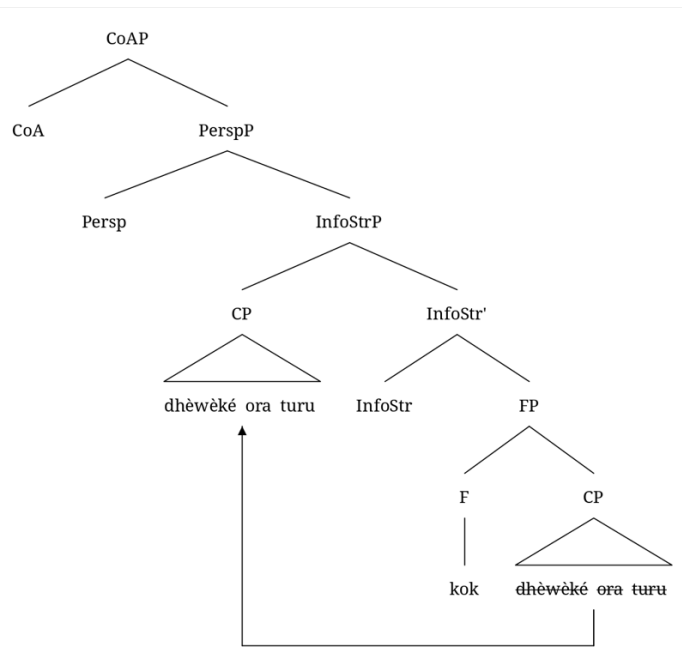 CoAP
CoA PerspP
Persp InfoStrP
CP InfoStr'
dhèwèké ora turu InfoStr FP
F CP
kok dhèwèké ora turu